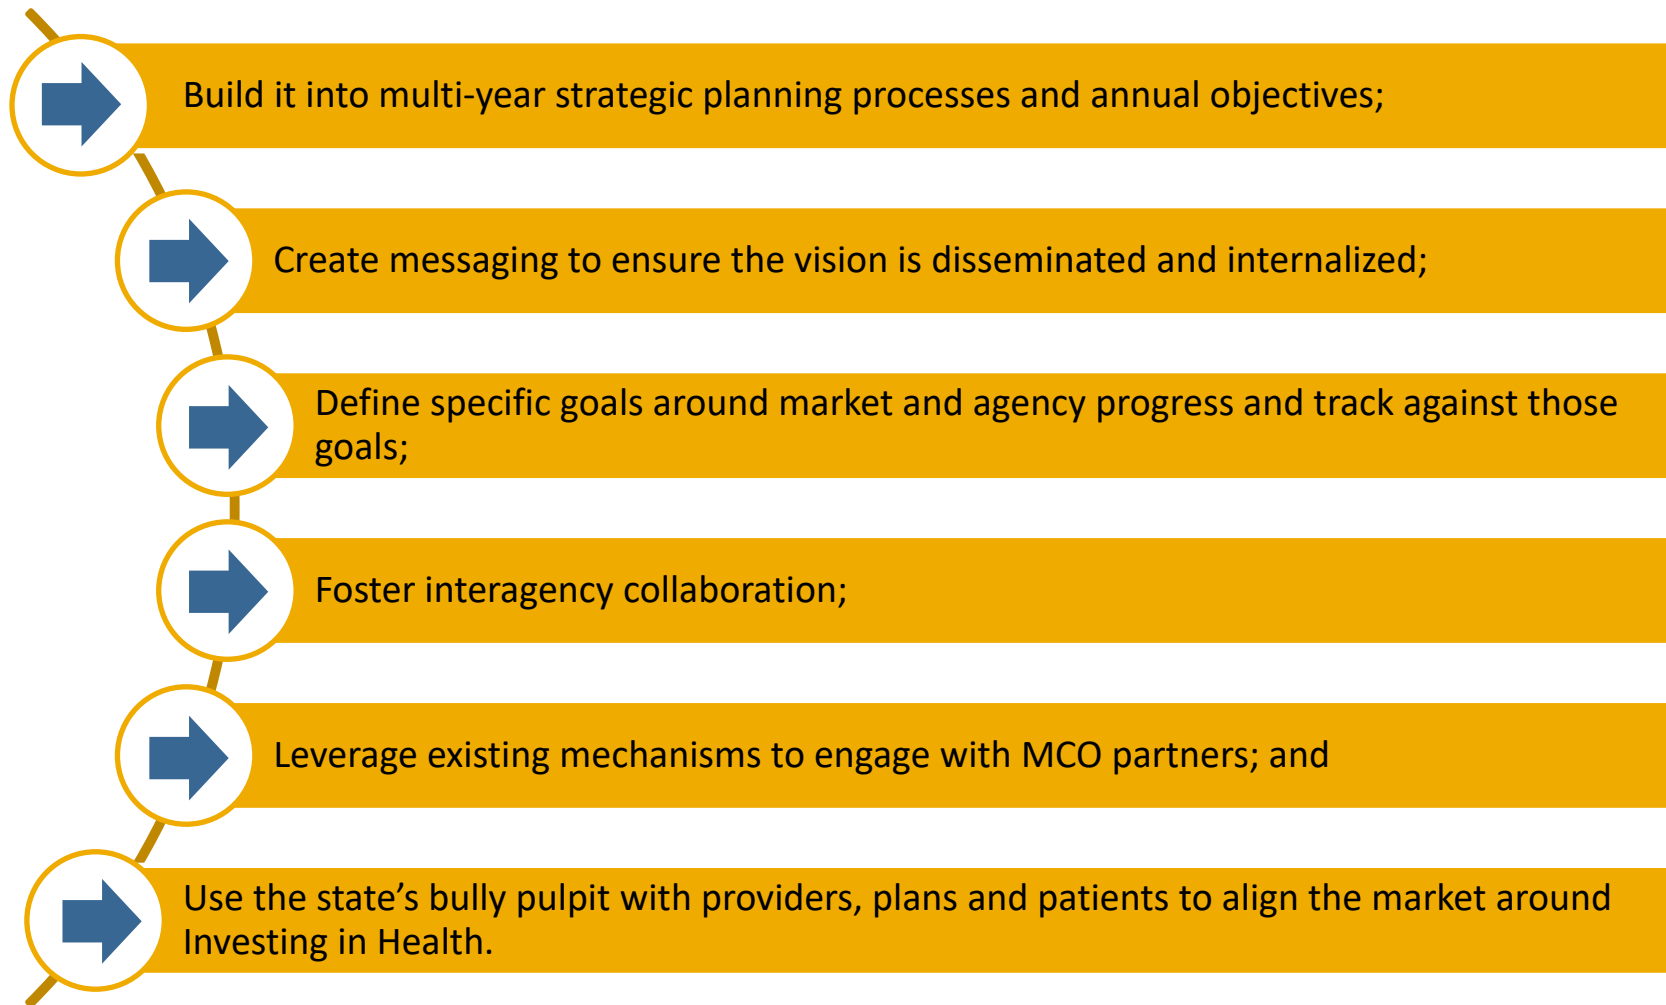 Build it into multi-year strategic planning processes and annual objectives;
Create messaging to ensure the vision is disseminated and internalized;
Define specific goals around market and agency progress and track against those
goals;
Foster interagency collaboration;
Leverage existing mechanisms to engage with MCO partners; and
Use the state’s bully pulpit with providers, plans and patients to align the market around
Investing in Health.